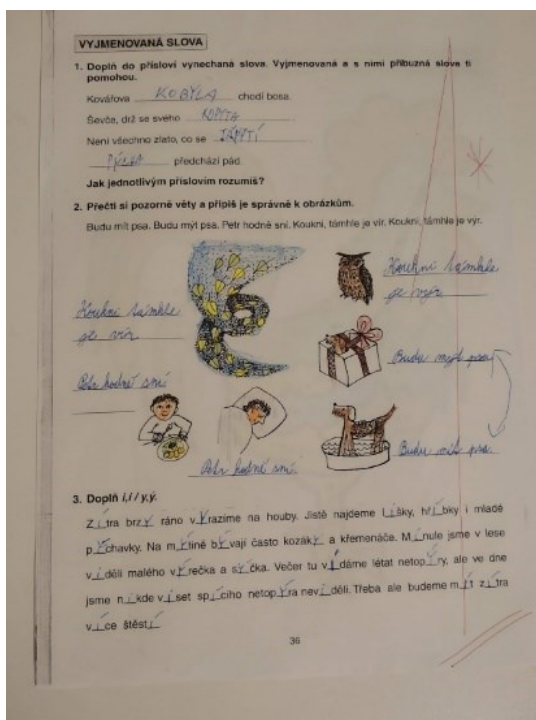 VYJMENOVANÁ SLOVA
1. Doplň do přísloví vynechaná slova. Vyjmenovaná a s nimi příbuzná slova ti
pomohou.
Kovářova KOBYLA chodí bosa.
Ševče, drž se svého KOPYTA.
Není všechno zlato, co se TŘPYTÍ.
PÝCHA předchází pád.
Jak jednotlivým příslovím rozumíš?
2. Přečti si pozorně věty a připiš je správně k obrázkům.
Budu mít psa. Budu mýt psa. Petr hodně sní. Koukni, támhle je vír. Koukni, támhle je výr.
Koukni támhle
je výr
Koukni támhle
je vír
Budu mýt psa
Petr hodně sní
Budu mít psa
Petr hodně sní.
3. Doplň i,í / y,ý.
Zítra brzy ráno vyrazíme na houby. Jistě najdeme lišky, hřiby i mladé
pýchavky. Na mýtině bývají často kozáky a křemenáče. Minule jsme v lese
viděli malého výrečka a sýčka. Večer tu vídáme létat netopýry, ale ve dne
jsme nikde viset spícího netopýra neviděli. Třeba ale budeme mít zítra
více štěstí
36